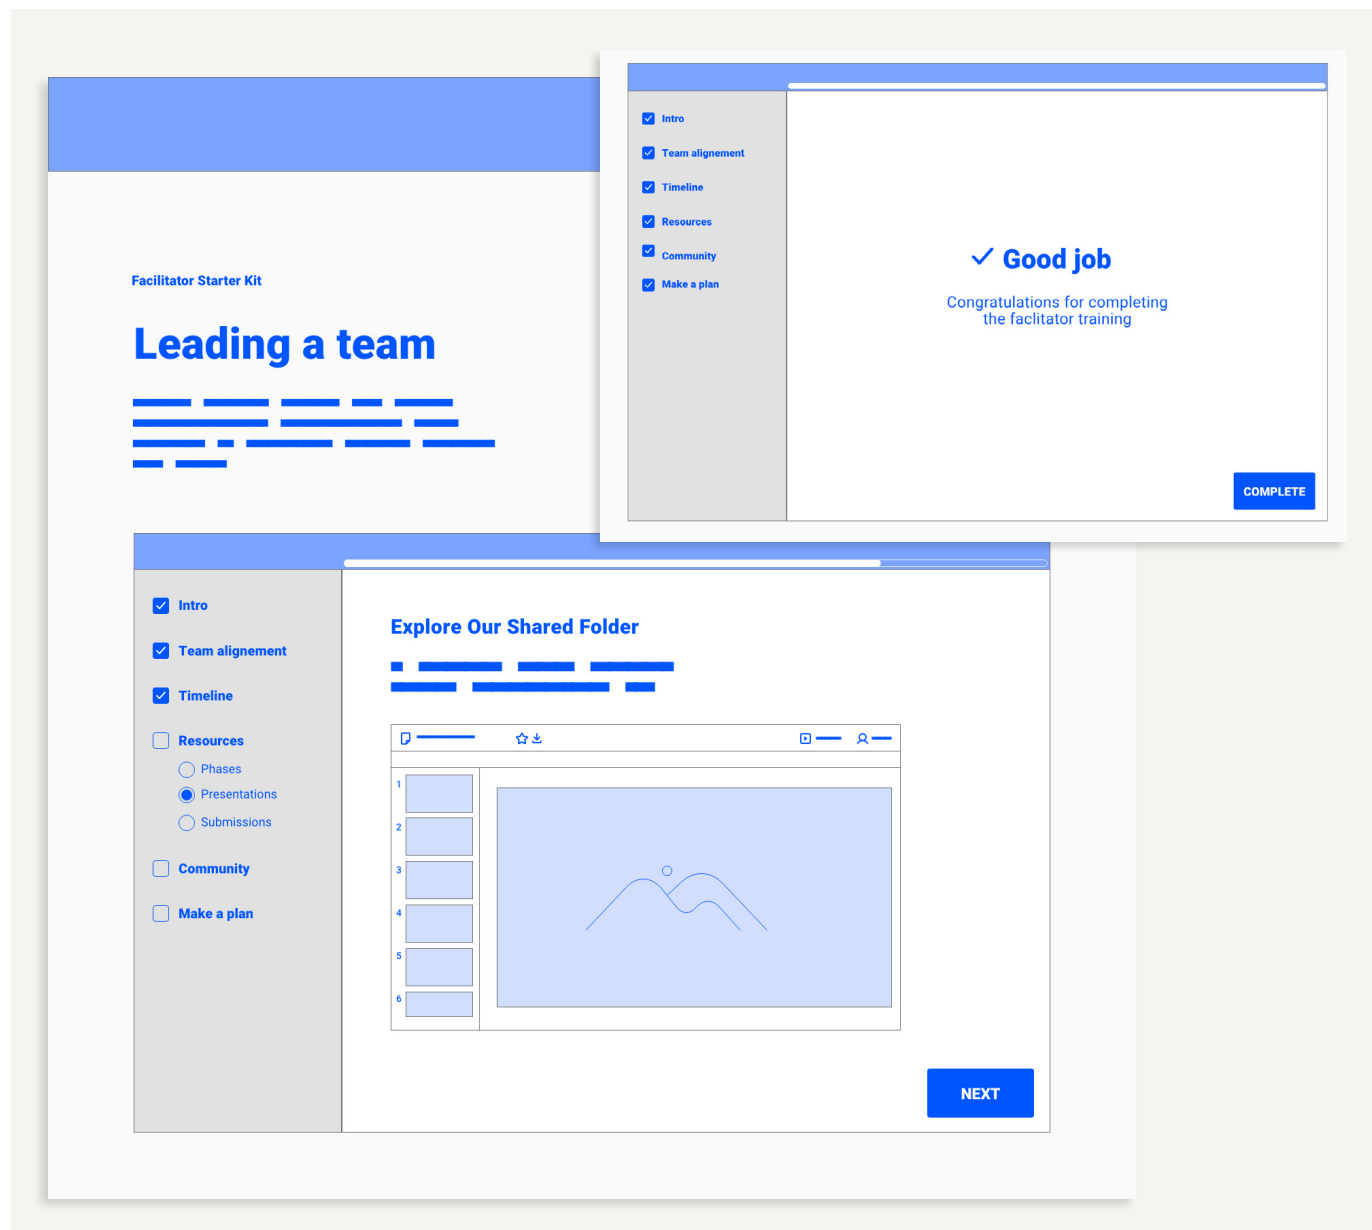 Facilitator Starter Kit
Leading a team
Intro
Team alignement
Timeline
Resources
Phases
Presentations
Submissions
Community
Make a plan
Explore Our Shared Folder
1
2
3
4
5
6
NEXT
Intro
Team alignement
Timeline
Resources
Community
Make a plan
Good job
Congratulations for completing
the faclitator training
COMPLETE